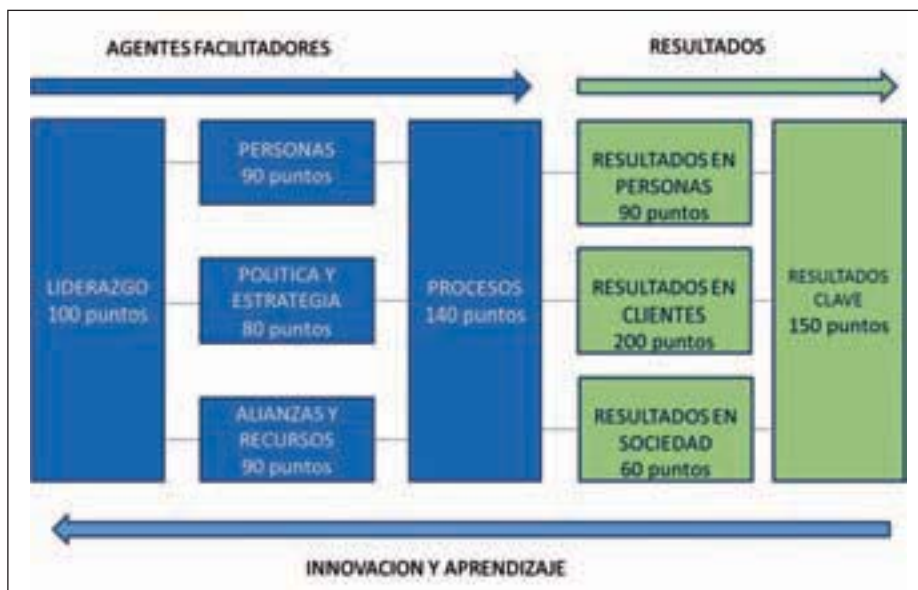 AGENTES FACILITADORES
RESULTADOS
LIDERAZGO
100 puntos
PERSONAS
90 puntos
POLITICA Y
ESTRATEGIA
80 puntos
ALIANZAS Y
RECURSOS
90 puntos
PROCESOS
140 puntos
RESULTADOS EN
PERSONAS
90 puntos
RESULTADOS EN
CLIENTES
200 puntos
RESULTADOS EN
SOCIEDAD
60 puntos
RESULTADOS
CLAVE
150 puntos
INNOVACION Y APRENDIZAJE